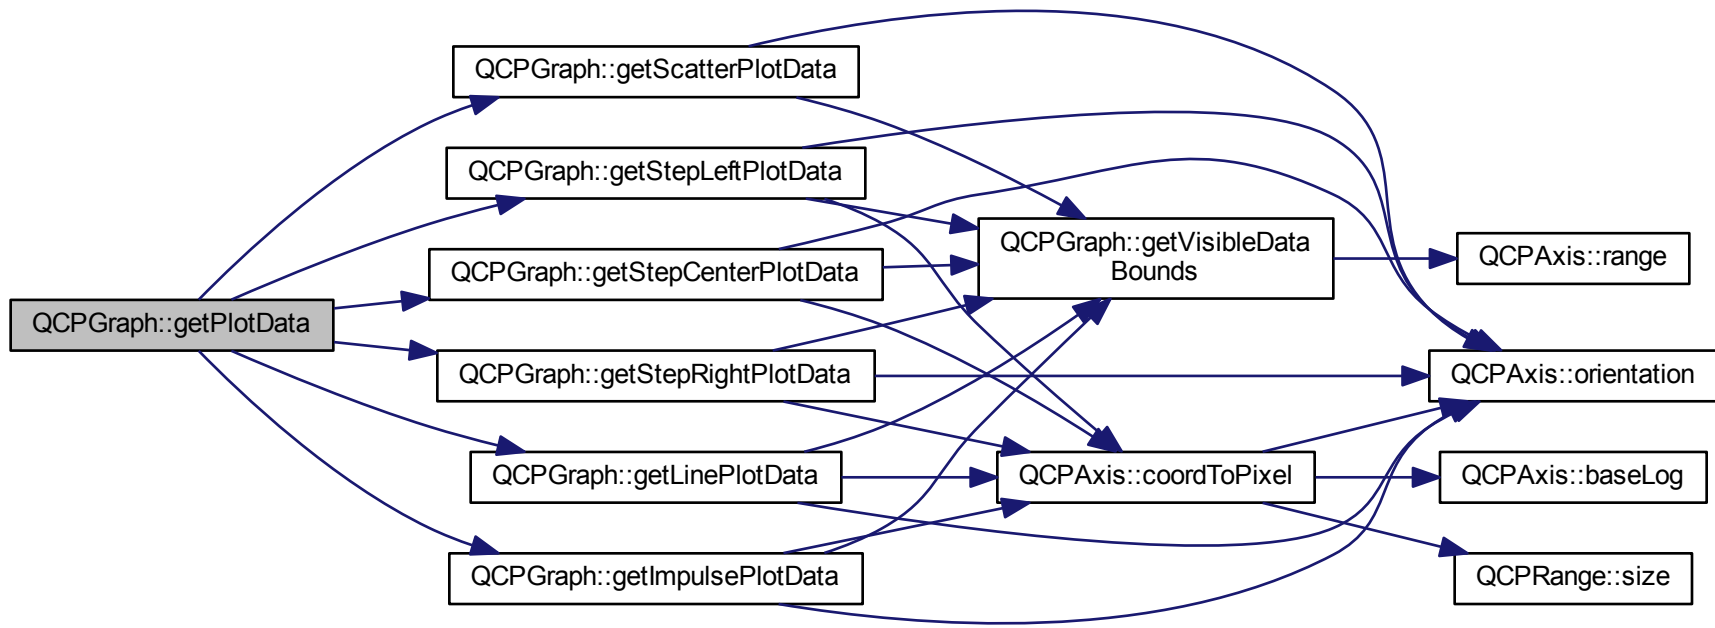 QCPGraph::getPlotData
QCPGraph::getScatterPlotData
QCPGraph::getStepLeftPlotData
QCPGraph::getStepCenterPlotData
QCPGraph::getStepRightPlotData
QCPGraph::getLinePlotData
QCPGraph::getImpulsePlotData
QCPGraph::getVisibleData
Bounds
QCPAxis::coordToPixel
QCPAxis::range
QCPAxis::orientation
QCPAxis::baseLog
QCPRange::size